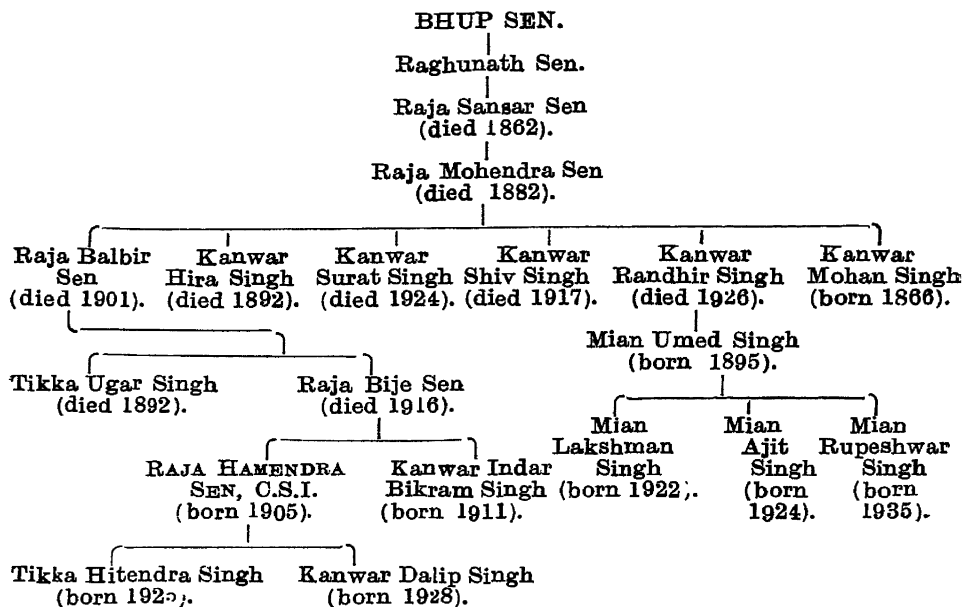 BHUP SEN.
Raghunath Sen.
Raja Sansar Sen
(died 1862).
Raja Mohendra Sen
(died 1882).
Raja Balbir
Sen
(died 1901).
Kanwar
Hira Singh
(died 1892).
Kanwar
Surat Singh
(died 1924).
Kanwar
Shiv Singh
(died 1917).
Kanwar
Randhir Singh
(died 1926).
Kanwar
Mohan Singh
(born 1866).
Mian Umed Singh
(born 1895).
Tikka Ugar Singh
(died 1892).
Raja Bije Sen
(died 1916).
Mian
Lakshman
Singh
(born 1922).
Mian
Ajit
Singh
(born
1924).
Mian
Rupeshwar
Singh
(born
1935).
RAJA HAMENDRA
SEN, C.S.I.
(born 1905).
Kanwar Indar
Bikram Singh
(born 1911).
Tikka Hitendra Singh
(born
Kanwar Dalip Singh
(born 1928).